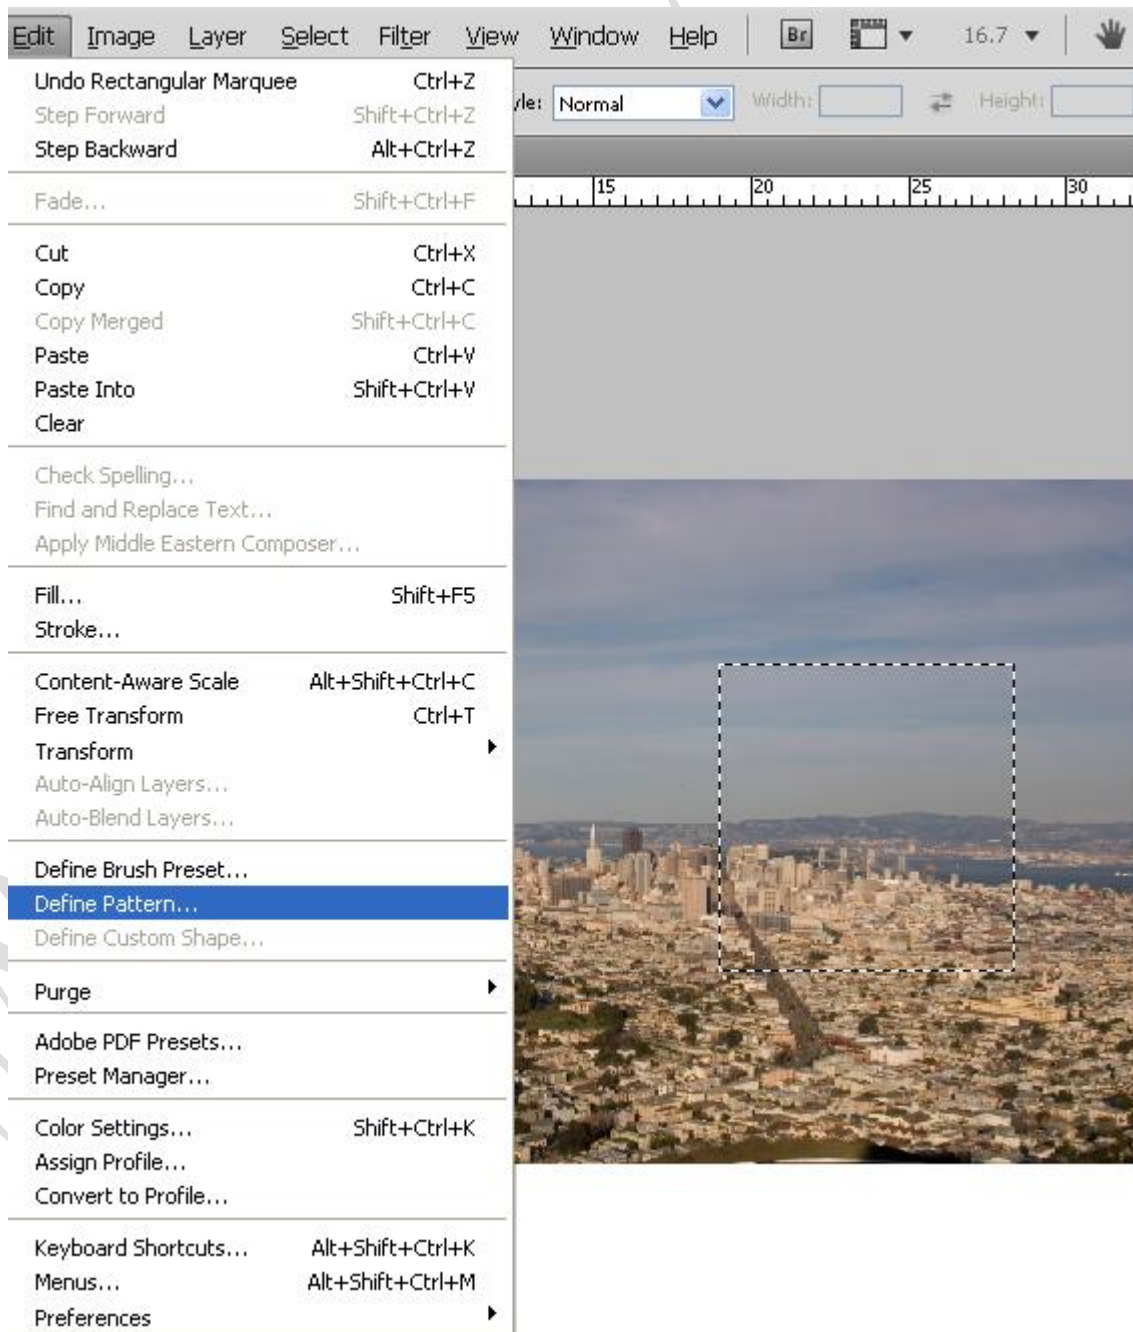 Edit Image Layer Select Filter View Window Help Br 16.7
Undo Rectangular Marquee Ctrl+Z
Step Forward Shift+Ctrl+Z
Step Backward Alt+Ctrl+Z
Fade... Shift+Ctrl+F
Cut Ctrl+X
Copy Ctrl+C
Copy Merged Shift+Ctrl+C
Paste Ctrl+V
Paste Into Shift+Ctrl+V
Clear
Check Spelling...
Find and Replace Text...
Apply Middle Eastern Composer...
Fill... Shift+F5
Stroke...
Content-Aware Scale Alt+Shift+Ctrl+C
Free Transform Ctrl+T
Transform
Auto-Align Layers...
Auto-Blend Layers...
Define Brush Preset...
Define Pattern...
Define Custom Shape...
Purge
Adobe PDF Presets...
Preset Manager...
Color Settings... Shift+Ctrl+K
Assign Profile...
Convert to Profile...
Keyboard Shortcuts... Alt+Shift+Ctrl+K
Menus... Alt+Shift+Ctrl+M
Preferences
yle: Normal Width: Height:
15 20 25 30